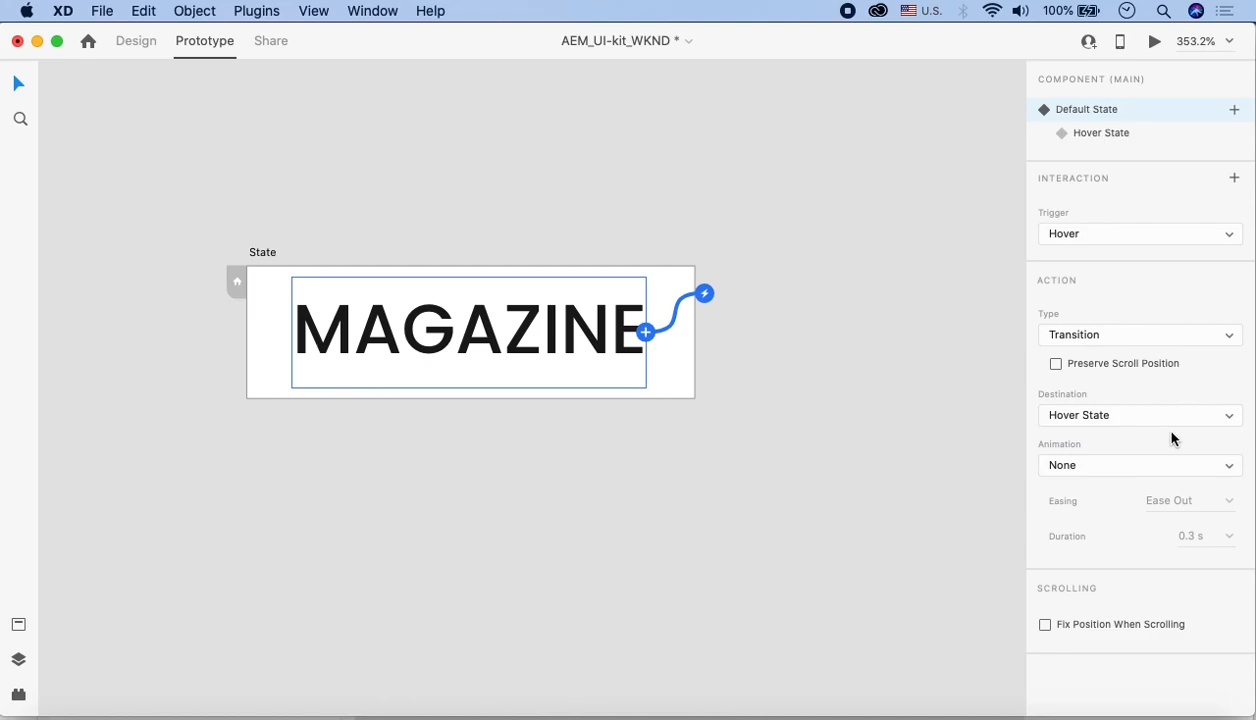 XD File Edit Object Plugins View Window Help U.S. 100%
Design Prototype Share AEM_UI-kit_WKND * 353.2%
COMPONENT (MAIN)
Default State
Hover State
INTERACTION
Trigger
Hover
ACTION
Type
Transition
Preserve Scroll Position
Destination
Hover State
Animation
None
Easing Ease Out
Duration 0.3 s
SCROLLING
Fix Position When Scrolling
State
MAGAZINE